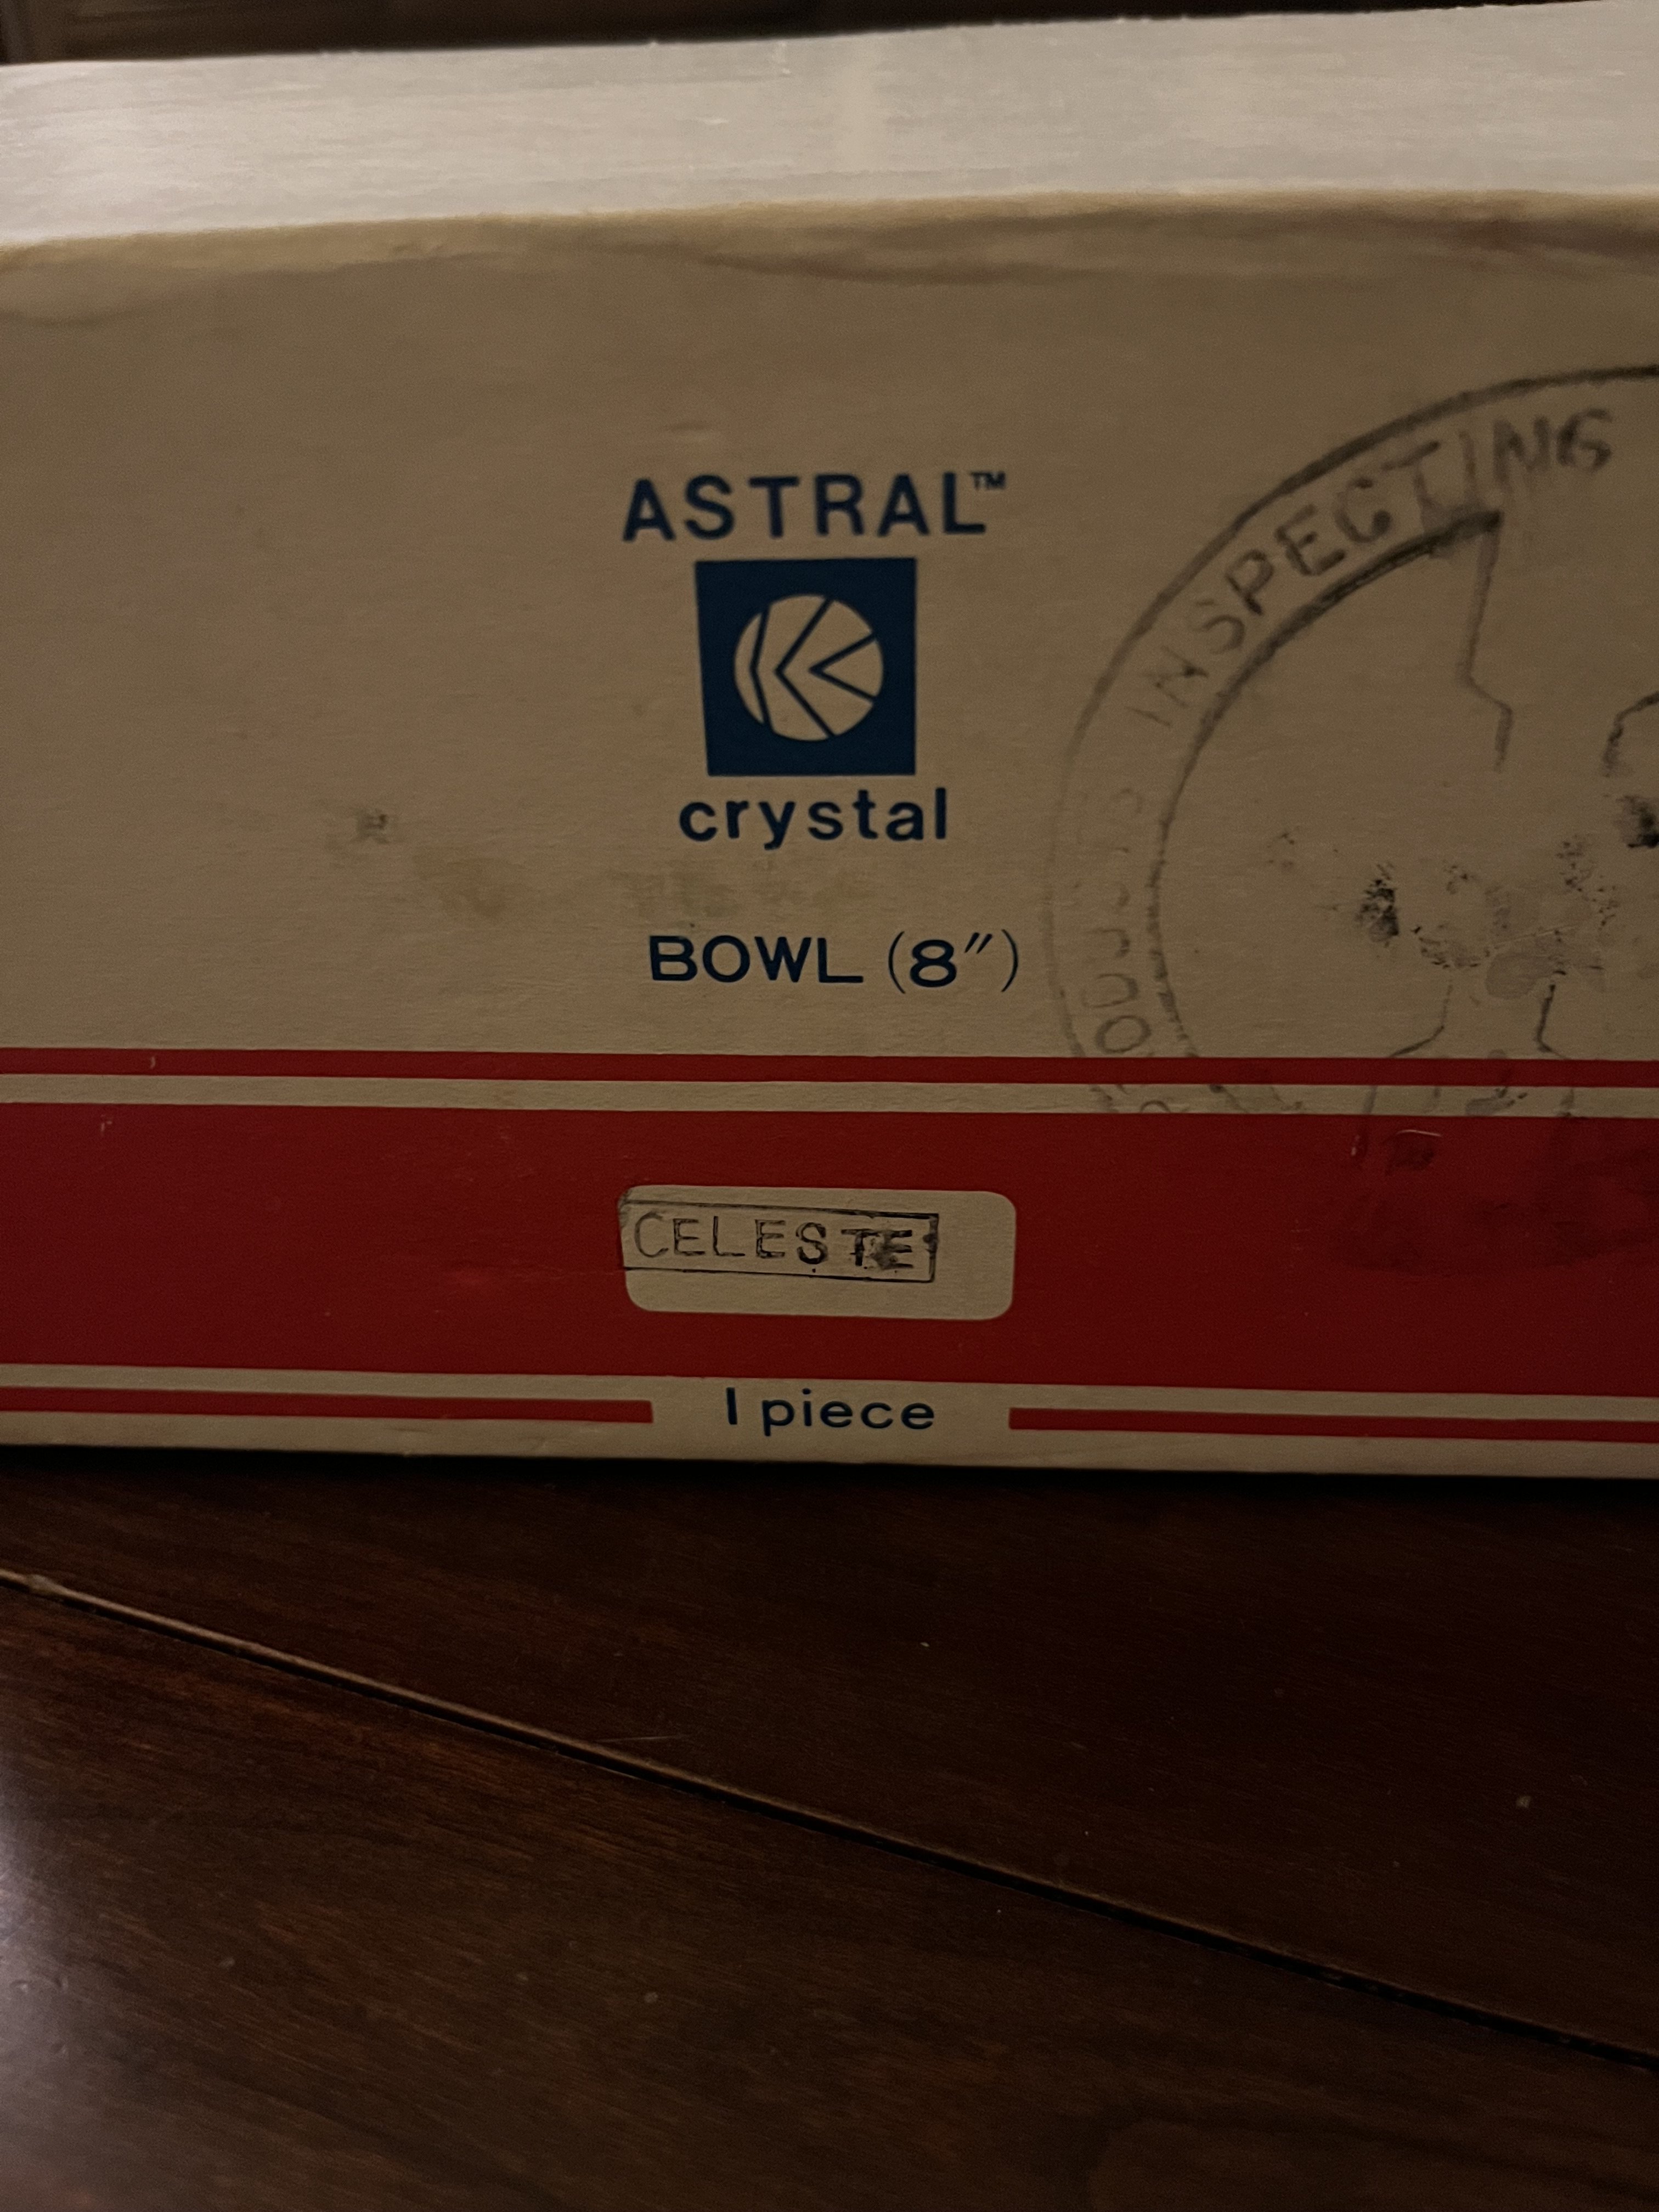 ASTRAL™
crystal
BOWL (8″)
INSPECTING
CELESTE
1 piece